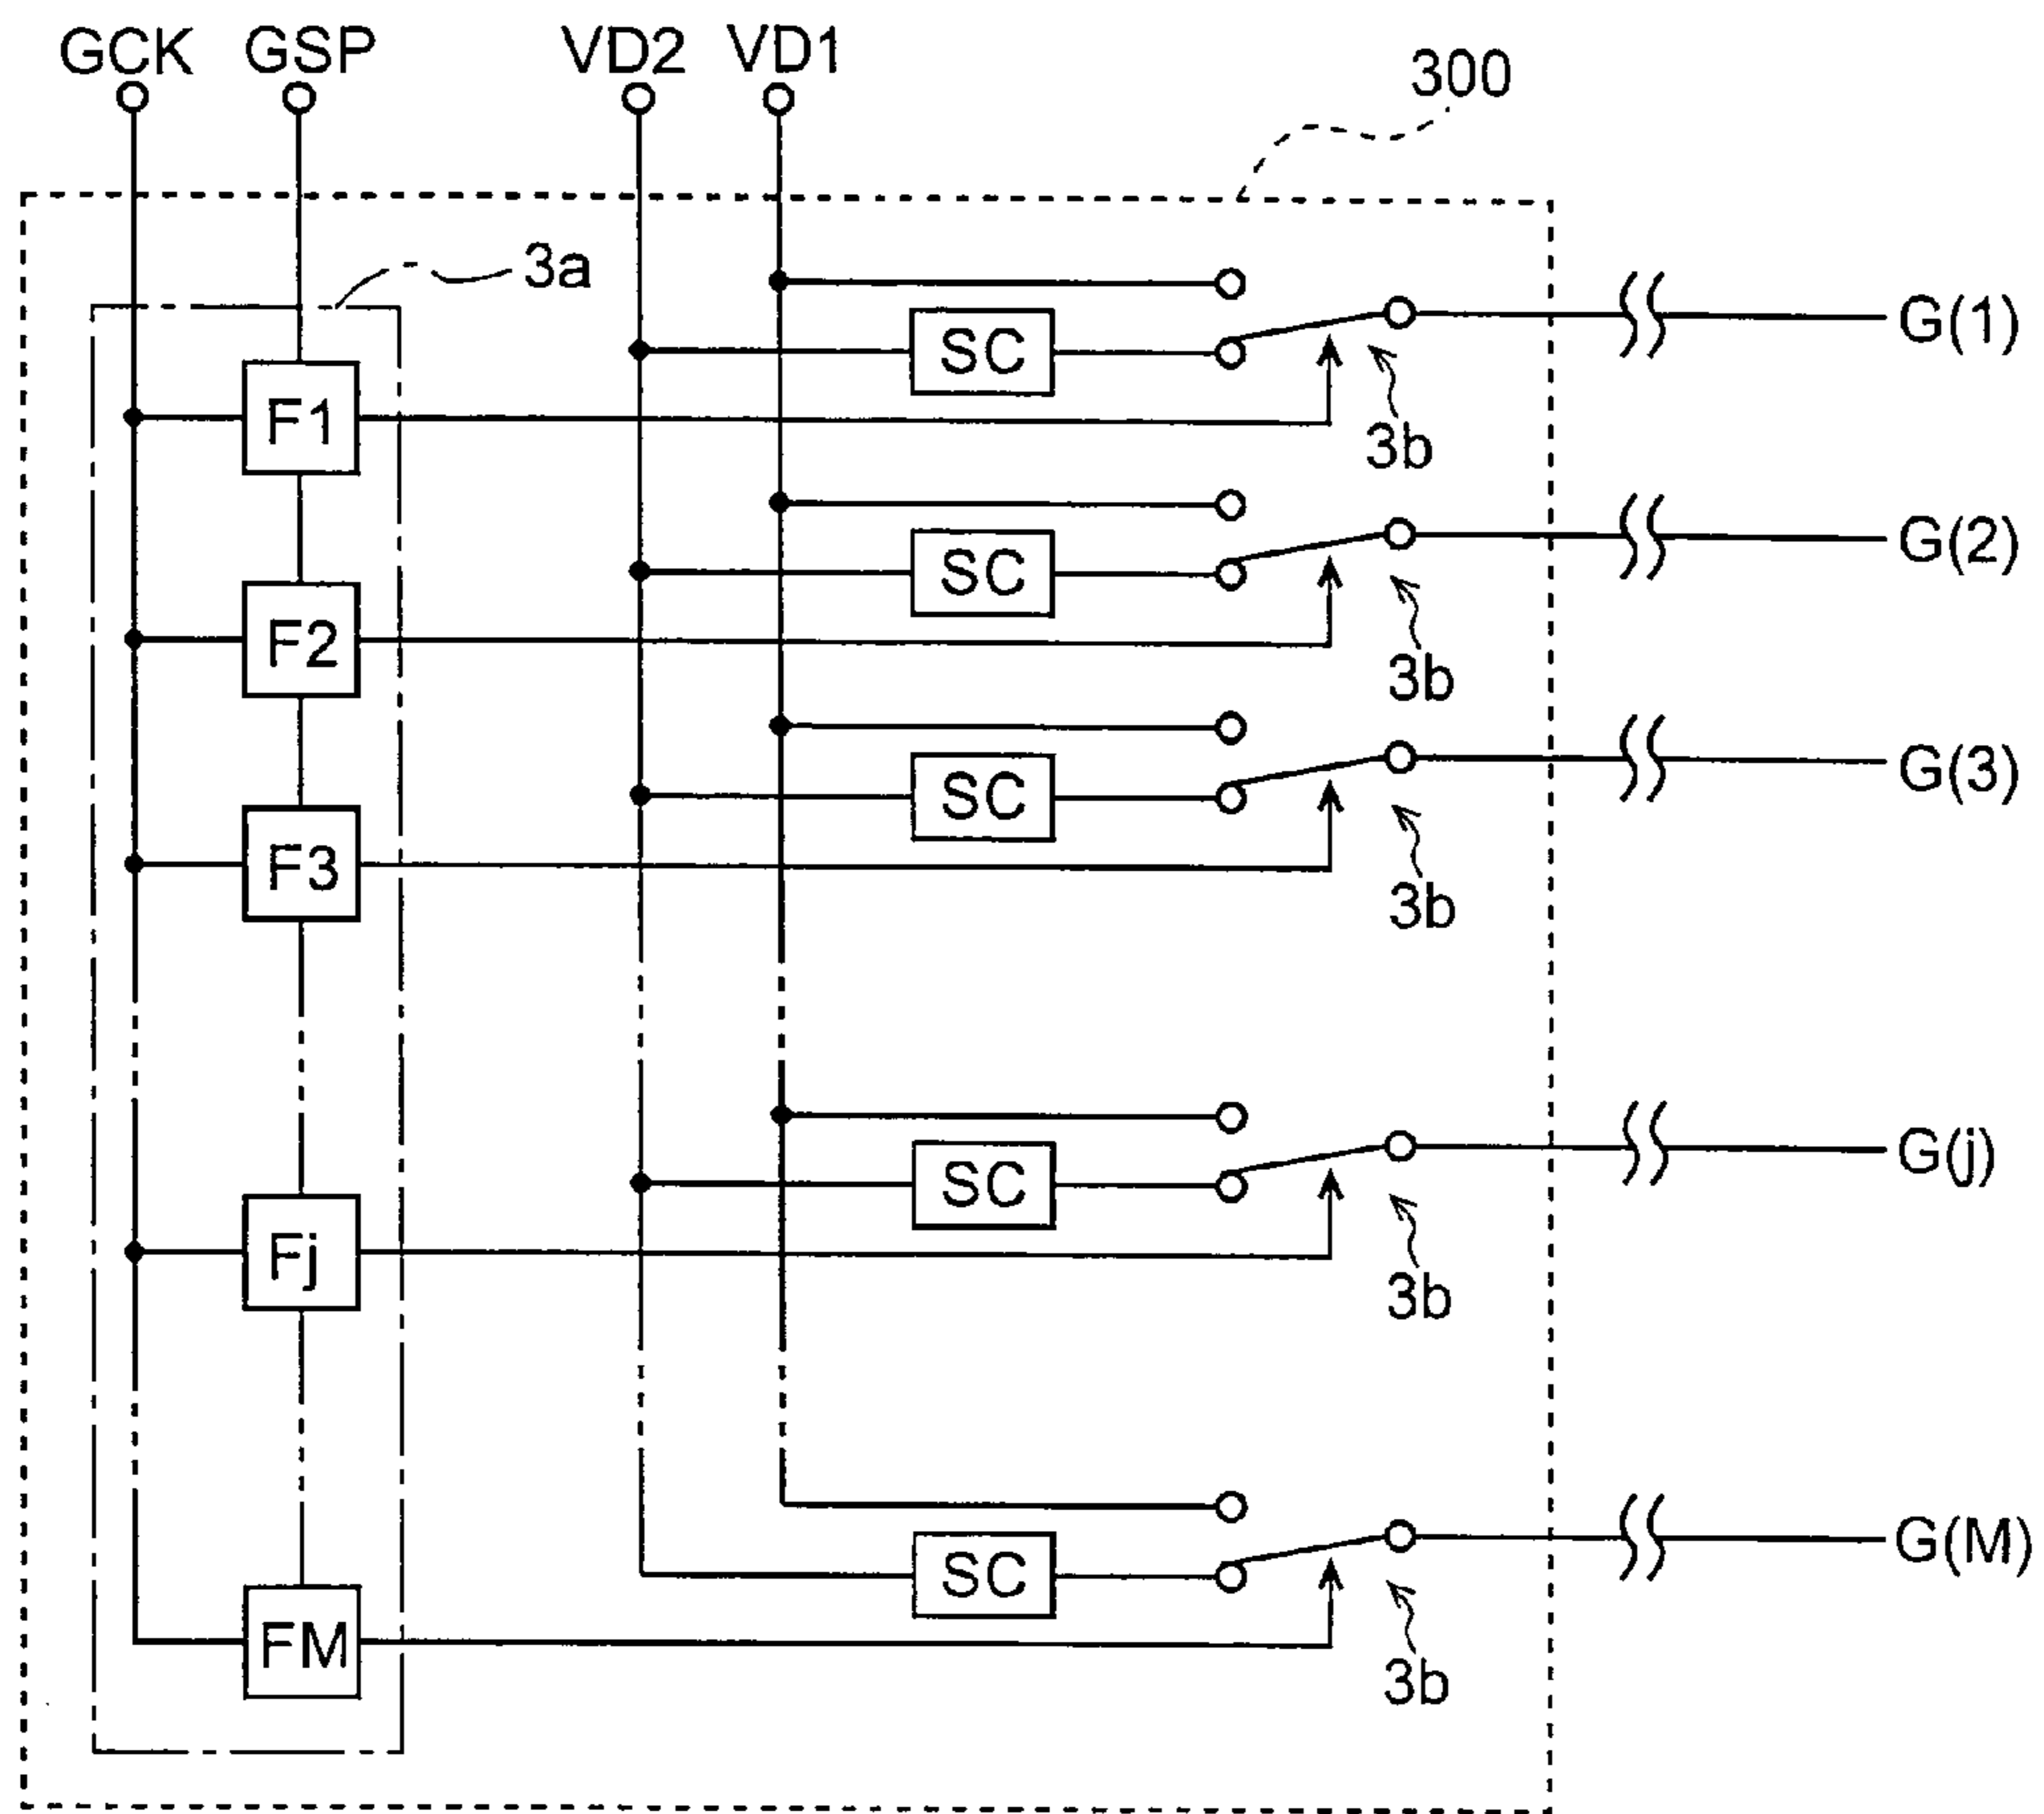 GCK GSP VD2 VD1
300
3a
SC G(1)
F1 3b
SC G(2)
F2 3b
SC G(3)
F3 3b
SC G(j)
Fj 3b
SC G(M)
FM 3b